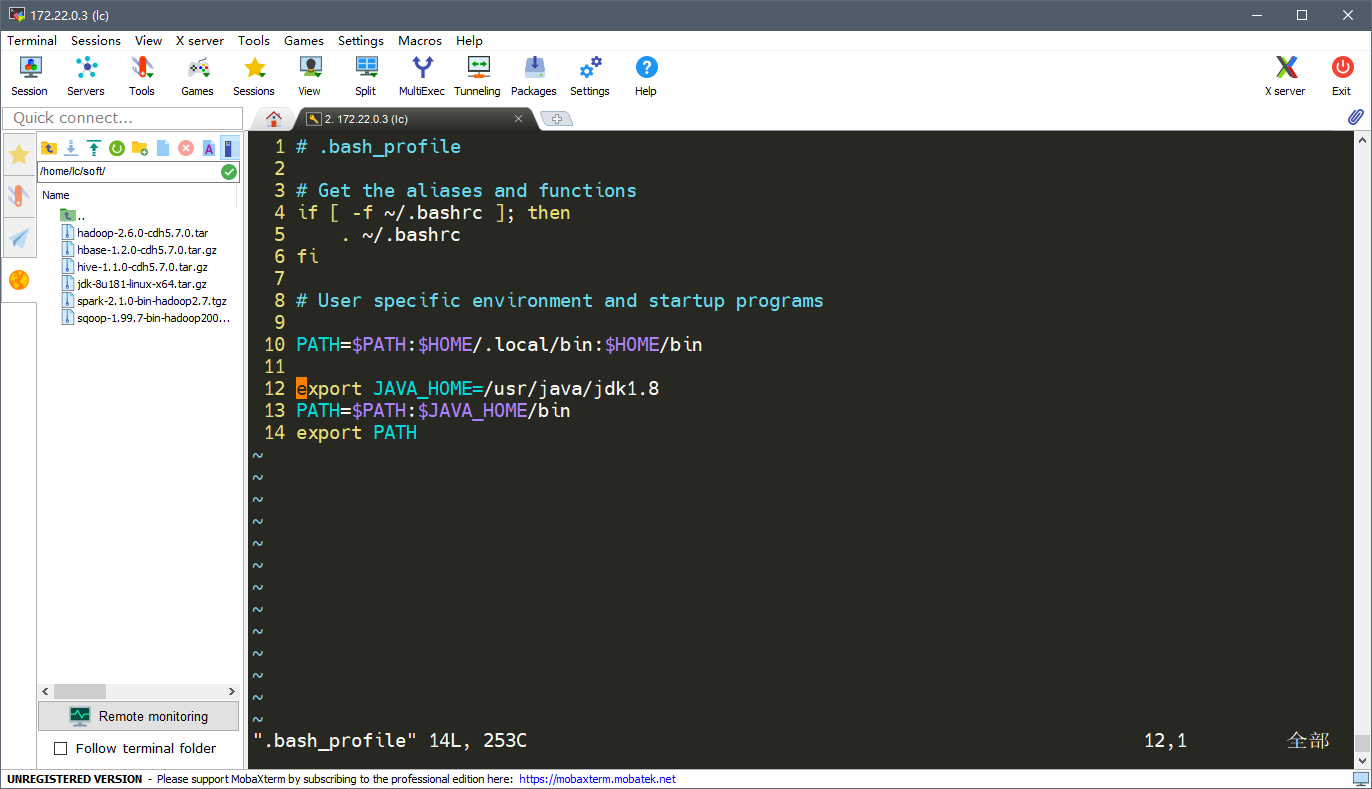 172.22.0.3 (lc)
Terminal Sessions View X server Tools Games Settings Macros Help
Session Servers Tools Games Sessions View Split MultiExec Tunneling Packages Settings Help X server Exit
Quick connect...
2. 172.22.0.3 (lc)
/home/lc/soft/
Name
..
hadoop-2.6.0-cdh5.7.0.tar
hbase-1.2.0-cdh5.7.0.tar.gz
hive-1.1.0-cdh5.7.0.tar.gz
jdk-8u181-linux-x64.tar.gz
spark-2.1.0-bin-hadoop2.7.tgz
sqoop-1.99.7-bin-hadoop200...
Remote monitoring
Follow terminal folder
1 # .bash_profile
2
3 # Get the aliases and functions
4 if [ -f ~/.bashrc ]; then
5     . ~/.bashrc
6 fi
7
8 # User specific environment and startup programs
9
10 PATH=$PATH:$HOME/.local/bin:$HOME/bin
11
12 export JAVA_HOME=/usr/java/jdk1.8
13 PATH=$PATH:$JAVA_HOME/bin
14 export PATH
~
~
~
~
~
~
~
~
~
~
~
~
~
".bash_profile" 14L, 253C 12,1 全部
UNREGISTERED VERSION - Please support MobaXterm by subscribing to the professional edition here: https://mobaxterm.mobatek.net